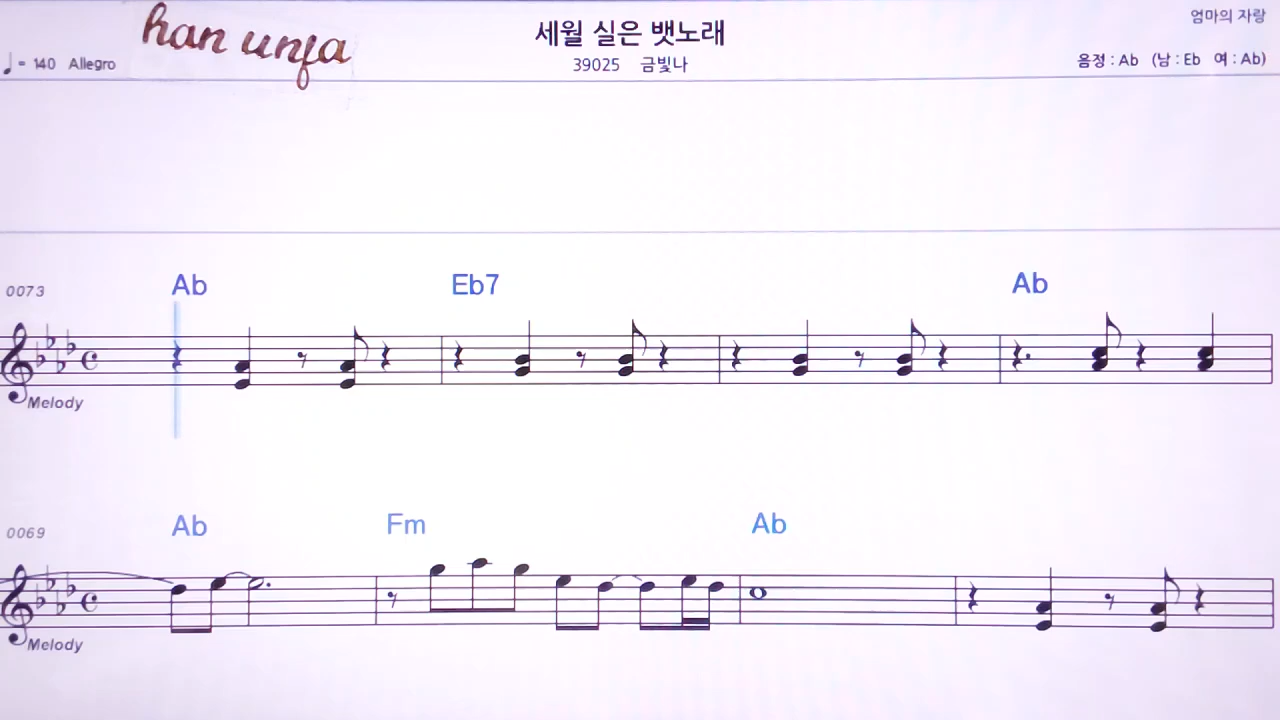 han unfa
세월 실은 뱃노래
엄마의 자랑
♩= 140 Allegro
39025 금빛나
음정 : Ab (남 : Eb 여 : Ab)
Ab Eb7 Ab
0073
Melody
Ab Fm Ab
0069
Melody